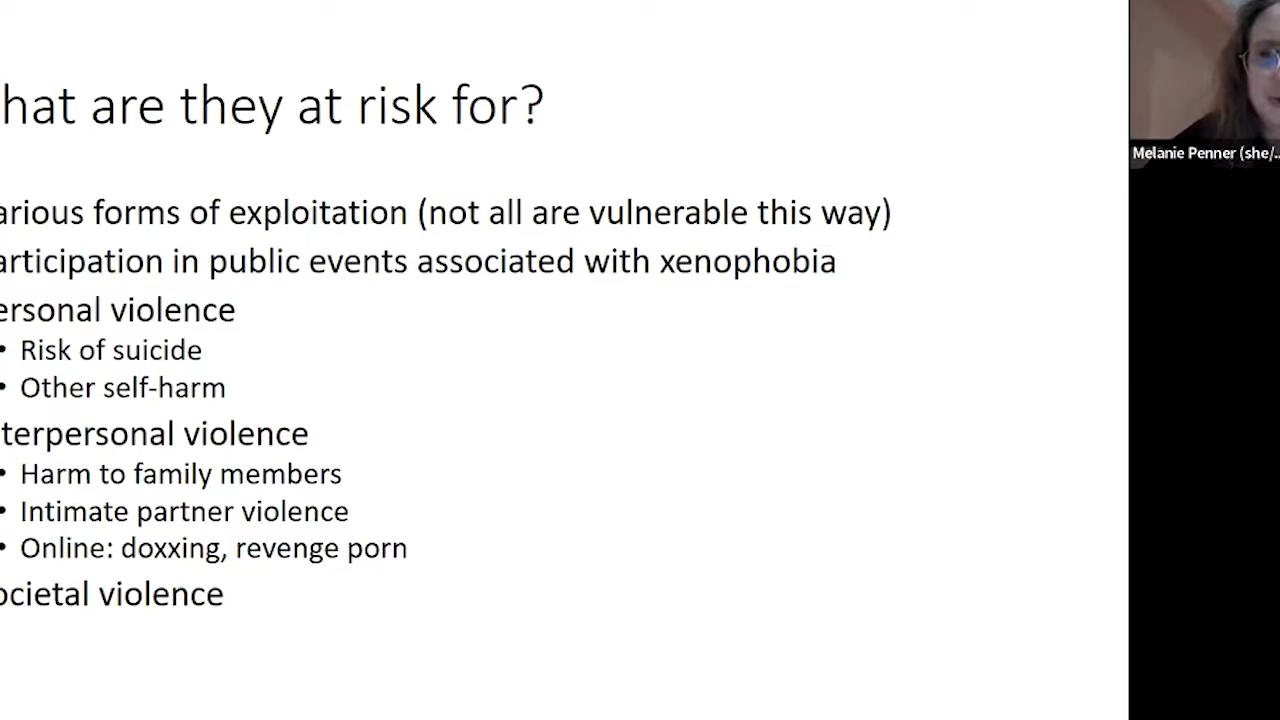 hat are they at risk for?
arious forms of exploitation (not all are vulnerable this way)
articipation in public events associated with xenophobia
ersonal violence
• Risk of suicide
• Other self-harm
terpersonal violence
• Harm to family members
• Intimate partner violence
• Online: doxxing, revenge porn
ocietal violence
Melanie Penner (she/...